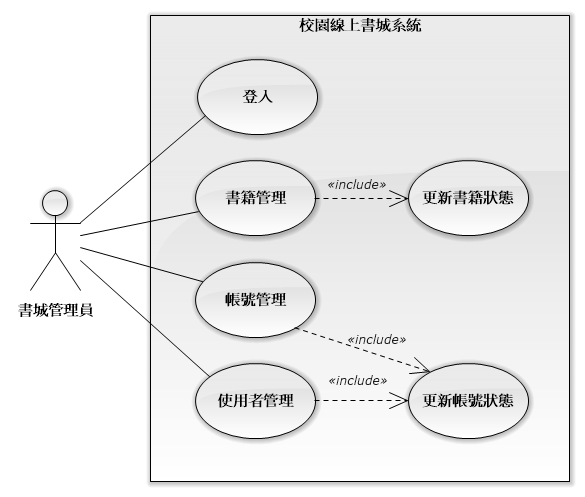 校園線上書城系統
登入
書籍管理
«include»
更新書籍狀態
書城管理員
帳號管理
«include»
使用者管理
«include»
更新帳號狀態